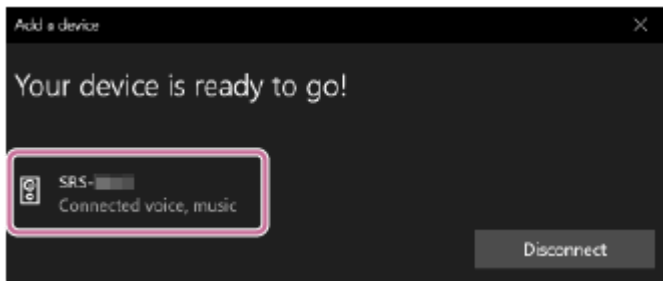 Add a device
Your device is ready to go!
SRS-
Connected voice, music
Disconnect